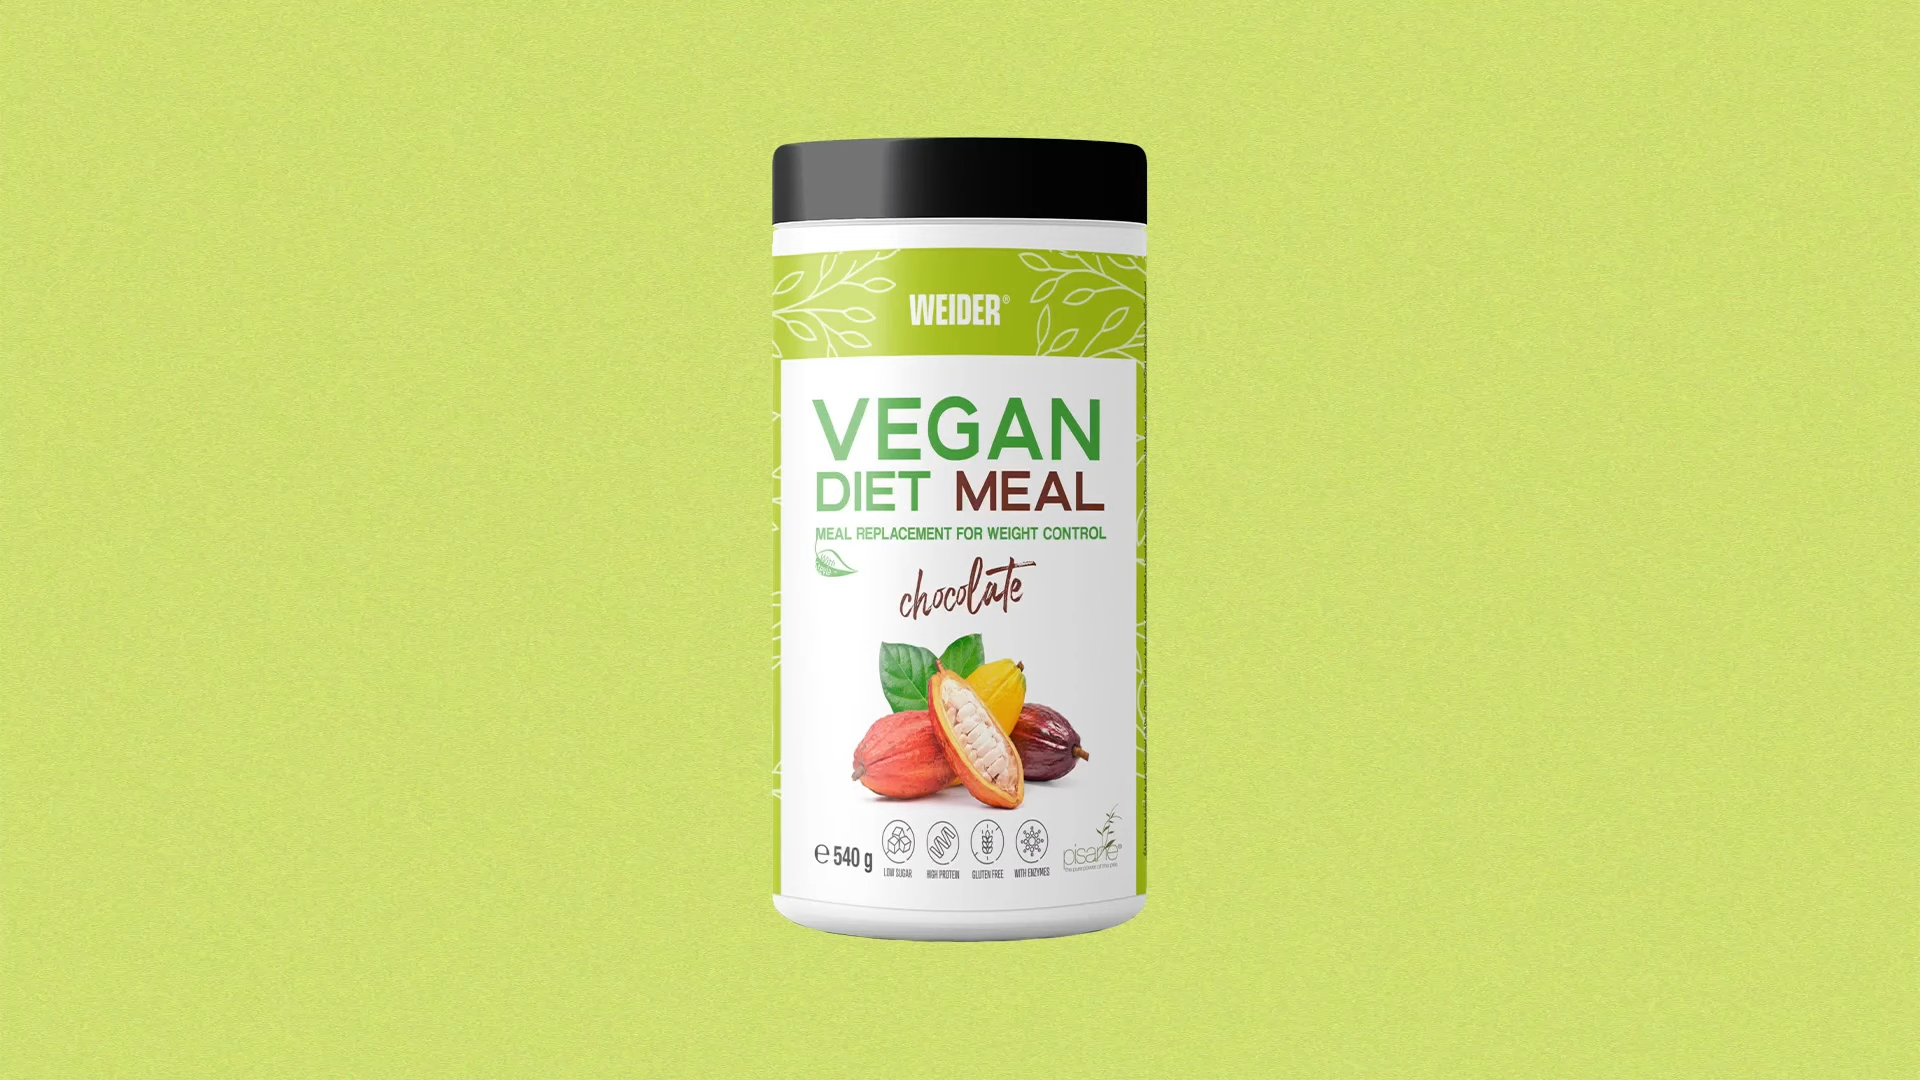 WEIDER®
VEGAN
DIET MEAL
MEAL REPLACEMENT FOR WEIGHT CONTROL
chocolate
℮ 540 g
LOW SUGAR
HIGH PROTEIN
GLUTEN FREE
WITH ENZYMES
pisane®